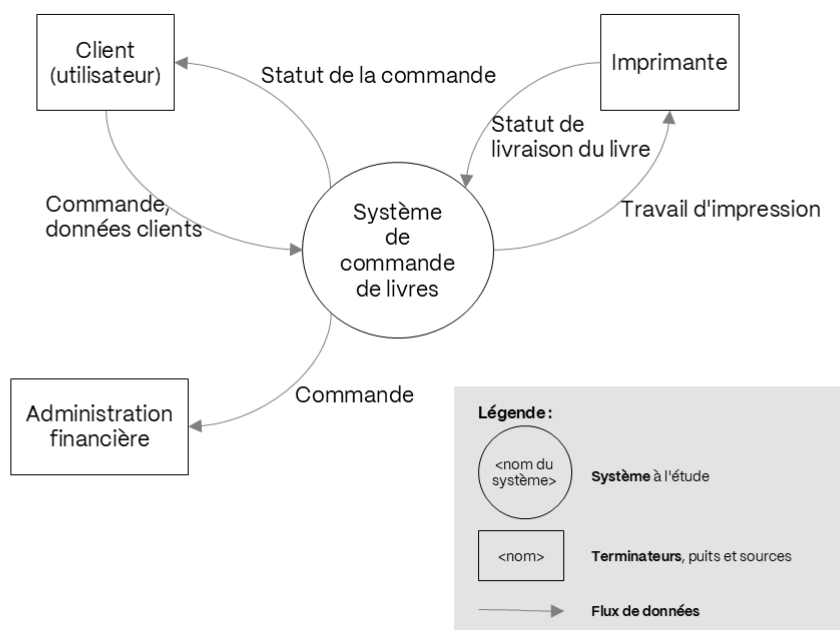 Client
(utilisateur)
Imprimante
Statut de la commande
Statut de
livraison du livre
Commande,
données clients
Travail d'impression
Système
de
commande
de livres
Commande
Administration
financière
Légende :
<nom du
système>
Système à l'étude
<nom>
Terminateurs, puits et sources
Flux de données